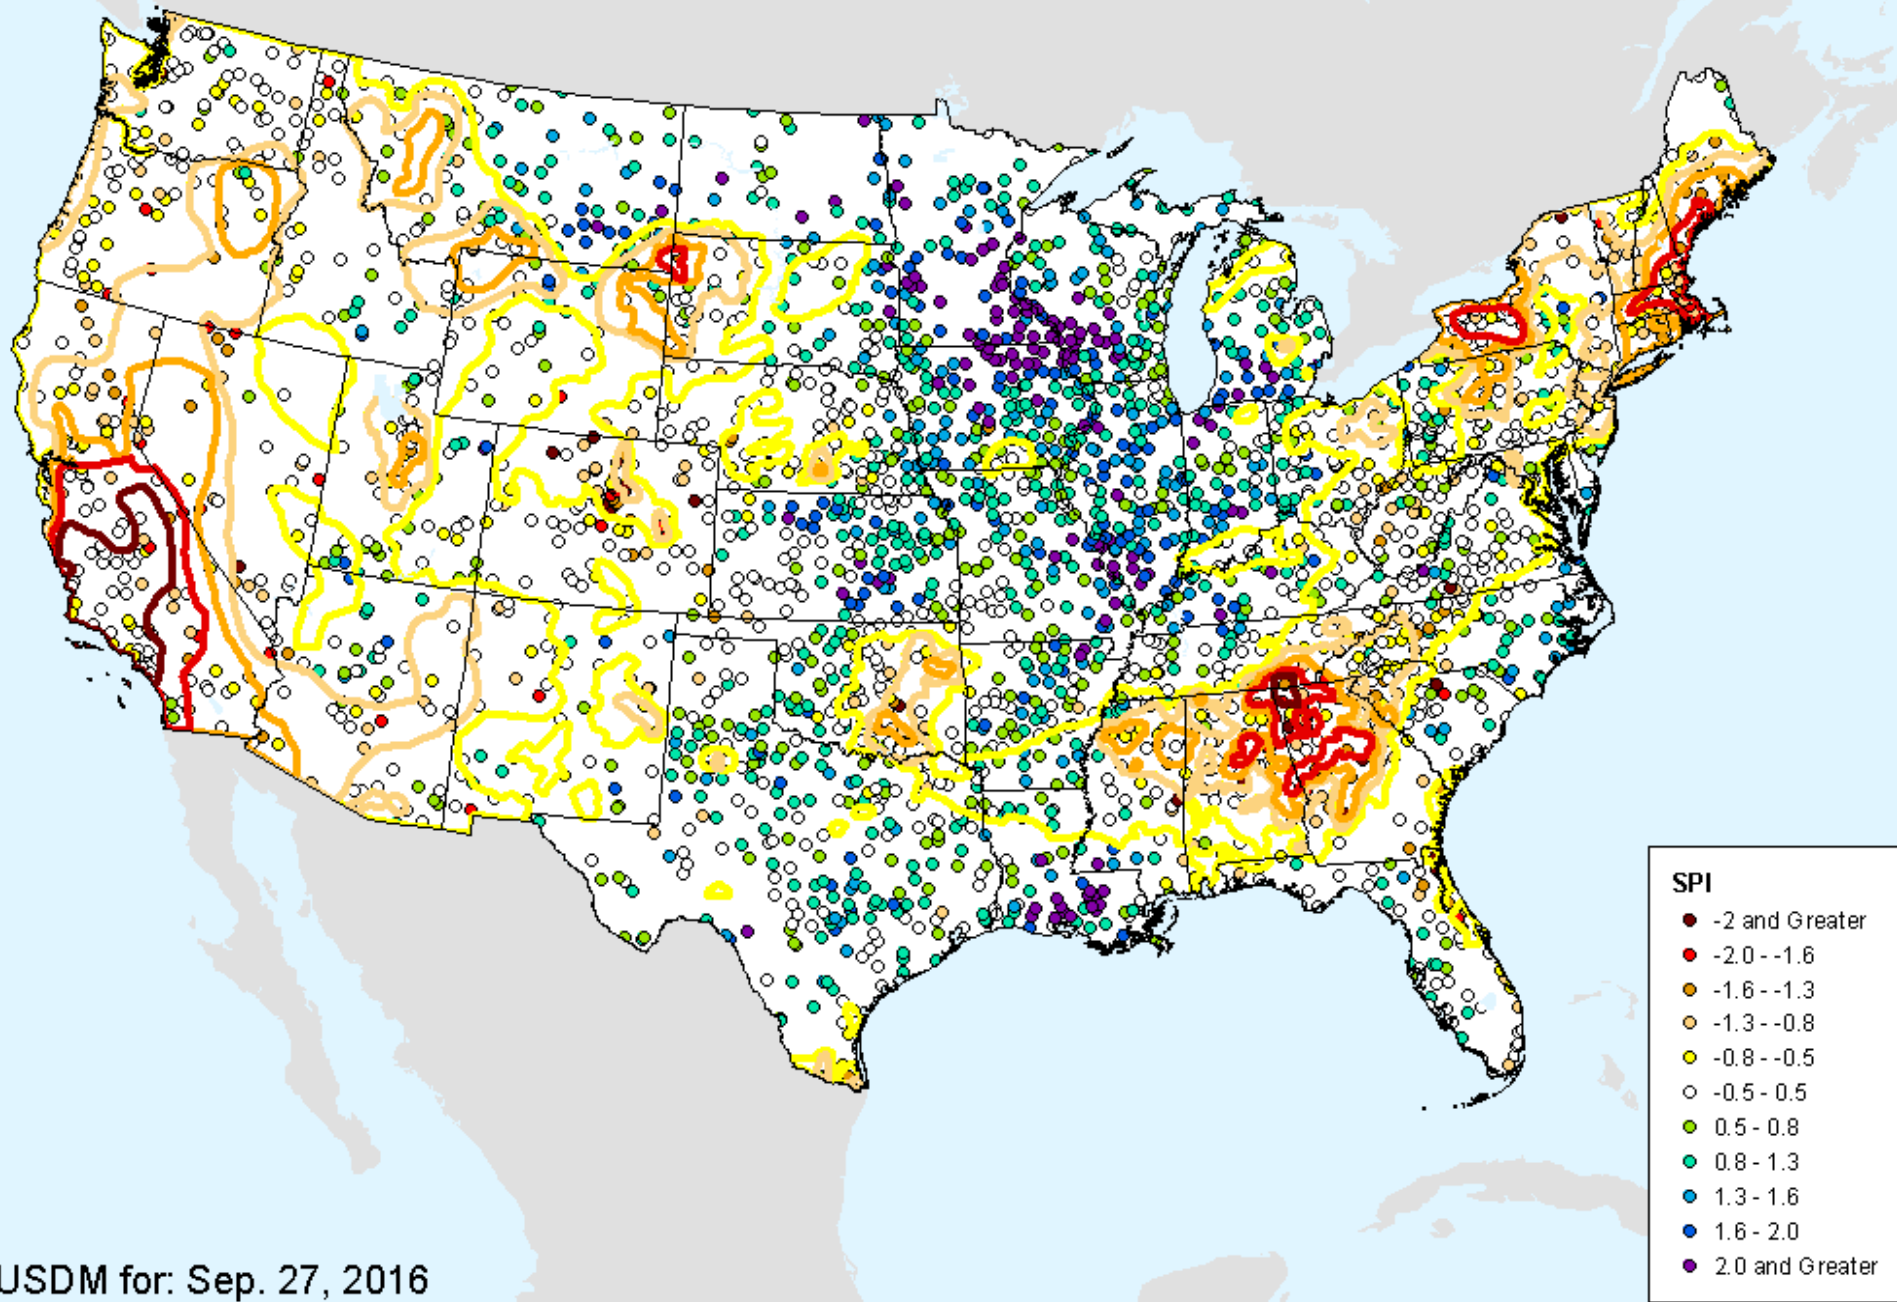 SPI
-2 and Greater
-2.0 - -1.6
-1.6 - -1.3
-1.3 - -0.8
-0.8 - -0.5
-0.5 - 0.5
0.5 - 0.8
0.8 - 1.3
1.3 - 1.6
1.6 - 2.0
2.0 and Greater
USDM for: Sep. 27, 2016